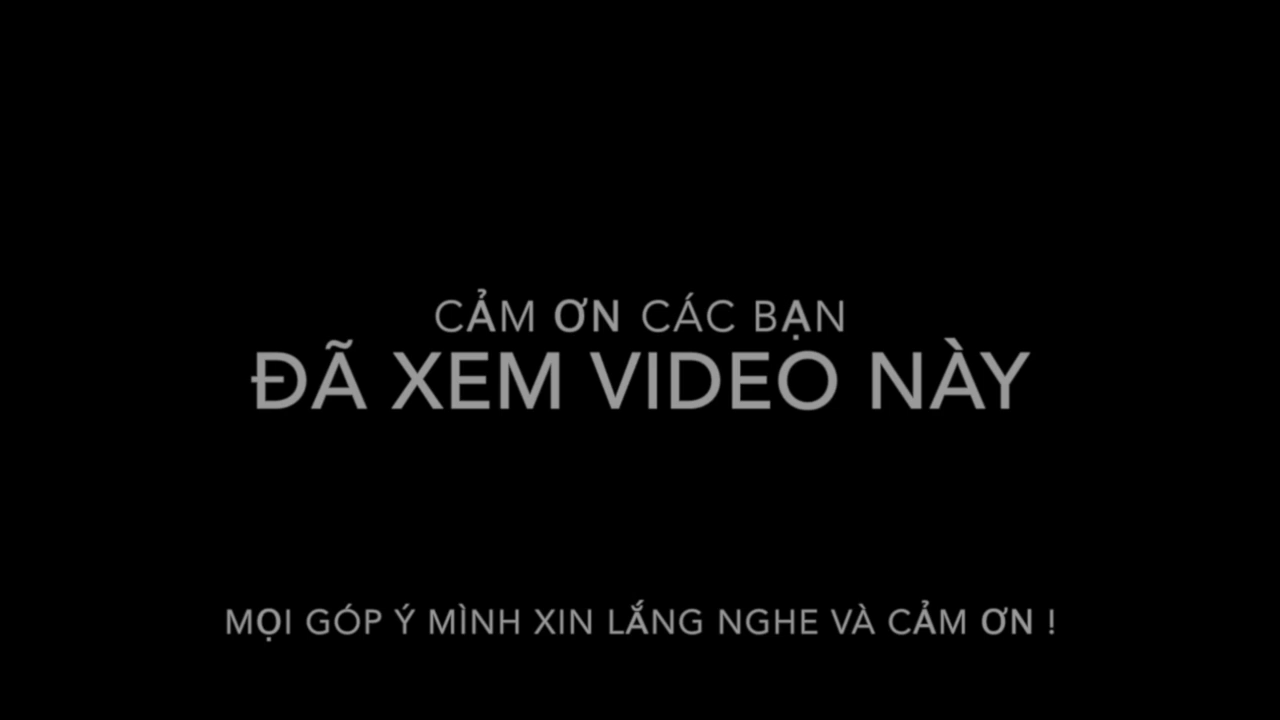 CẢM ƠN CÁC BẠN
ĐÃ XEM VIDEO NÀY
MỌI GÓP Ý MÌNH XIN LẮNG NGHE VÀ CẢM ƠN !